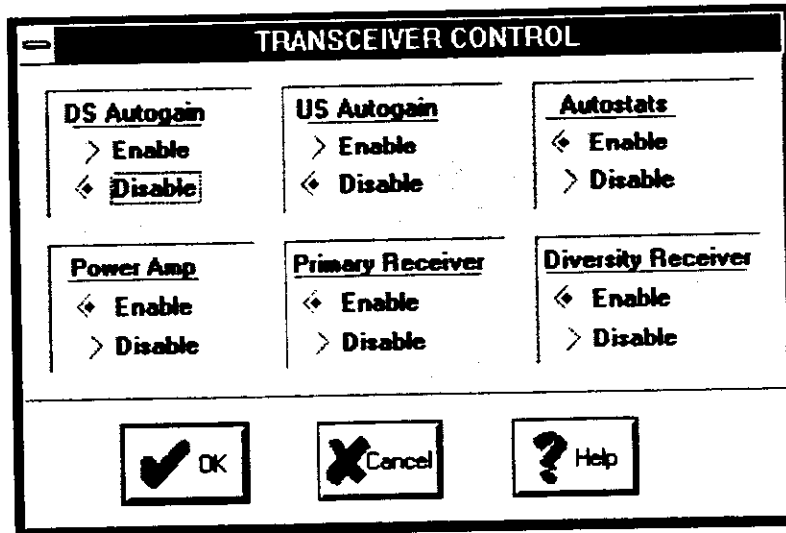 TRANSCEIVER CONTROL
DS Autogain
Enable
Disable
US Autogain
Enable
Disable
Autostats
Enable
Disable
Power Amp
Enable
Disable
Primary Receiver
Enable
Disable
Diversity Receiver
Enable
Disable
OK
Cancel
Help